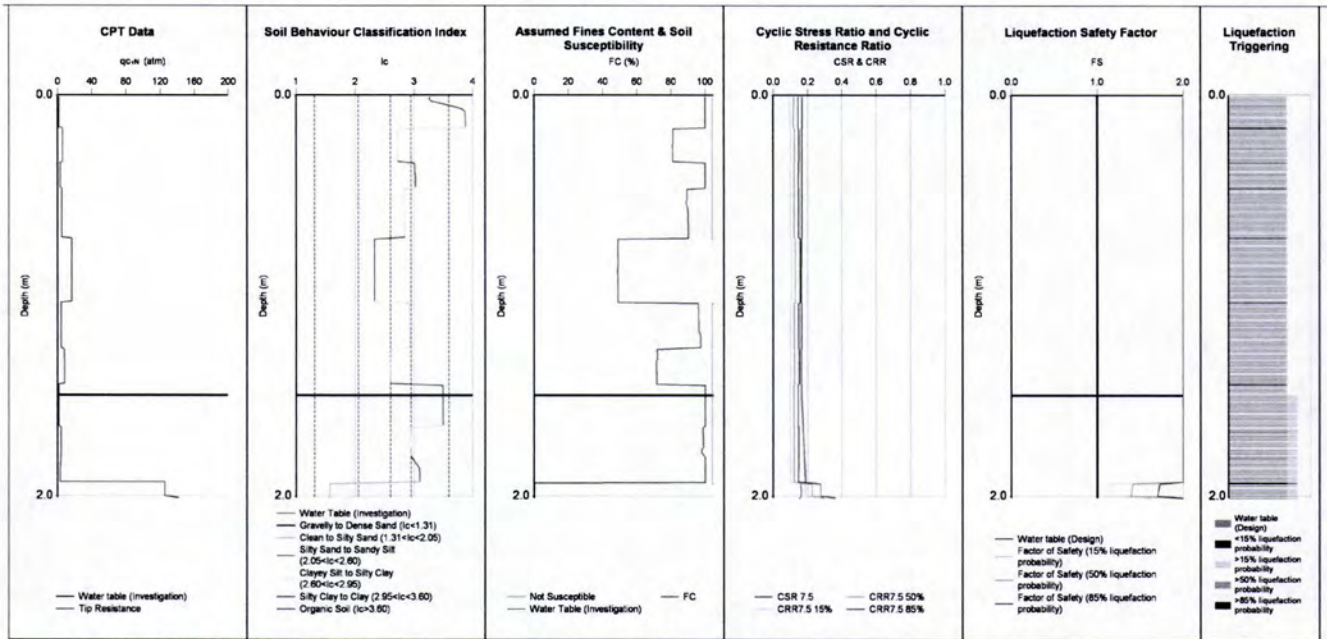 CPT Data
qc1N (atm)
0 40 80 120 160 200
0.0
Depth (m)
2.0
Water table (Investigation)
Tip Resistance
Soil Behaviour Classification Index
Ic
1 2 3 4
0.0
Depth (m)
2.0
Water Table (Investigation)
Gravelly to Dense Sand (Ic<1.31)
Clean to Silty Sand (1.31<Ic<2.05)
Silty Sand to Sandy Silt
(2.05<Ic<2.60)
Clayey Silt to Silty Clay
(2.60<Ic<2.95)
Silty Clay to Clay (2.95<Ic<3.60)
Organic Soil (Ic>3.60)
Assumed Fines Content & Soil
Susceptibility
FC (%)
0 20 40 60 80 100
0.0
Depth (m)
2.0
Not Susceptible
FC
Water Table (Investigation)
Cyclic Stress Ratio and Cyclic
Resistance Ratio
CSR & CRR
0.0 0.2 0.4 0.6 0.8 1.0
0.0
Depth (m)
2.0
CSR 7.5
CRR7.5 50%
CRR7.5 15%
CRR7.5 85%
Liquefaction Safety Factor
FS
0.0 1.0 2.0
0.0
Depth (m)
2.0
Water table (Design)
Factor of Safety (15% liquefaction
probability)
Factor of Safety (50% liquefaction
probability)
Factor of Safety (85% liquefaction
probability)
Liquefaction
Triggering
0.0
Depth (m)
2.0
Water table
(Design)
<15% liquefaction
probability
>15% liquefaction
probability
>50% liquefaction
probability
>85% liquefaction
probability